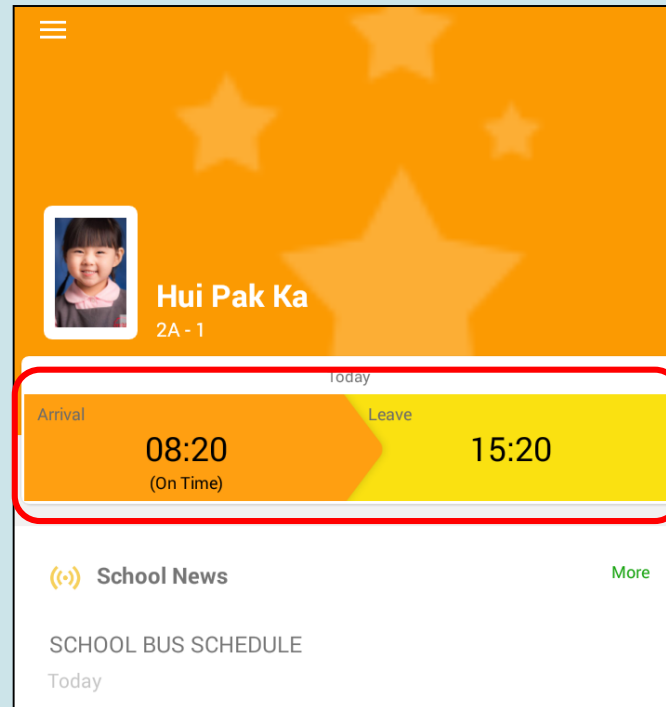 Hui Pak Ka
2A - 1
Today
Arrival
Leave
08:20
15:20
(On Time)
School News
More
SCHOOL BUS SCHEDULE
Today